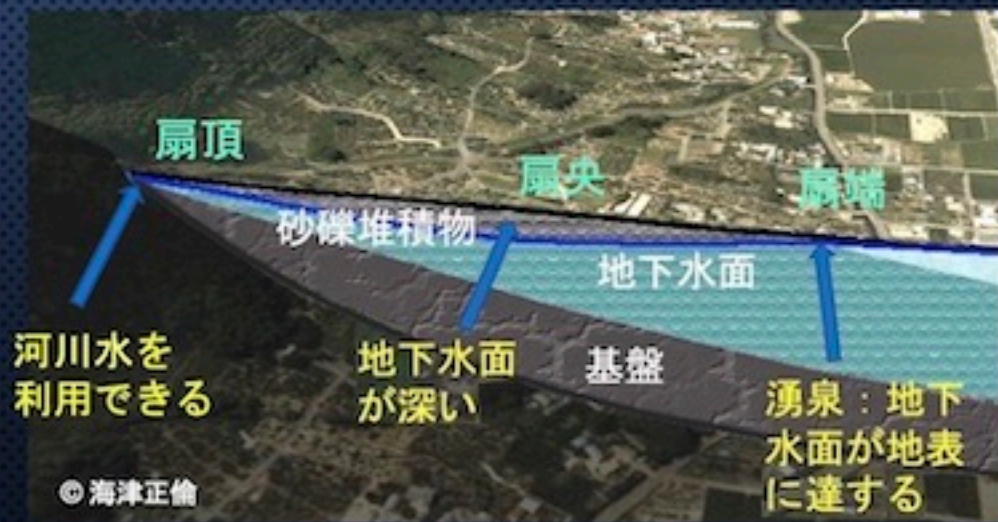 扇頂
扇央
扇端
砂礫堆積物
地下水面
基盤
河川水を
利用できる
地下水面
が深い
湧泉：地下
水面が地表
に達する
© 海津正倫